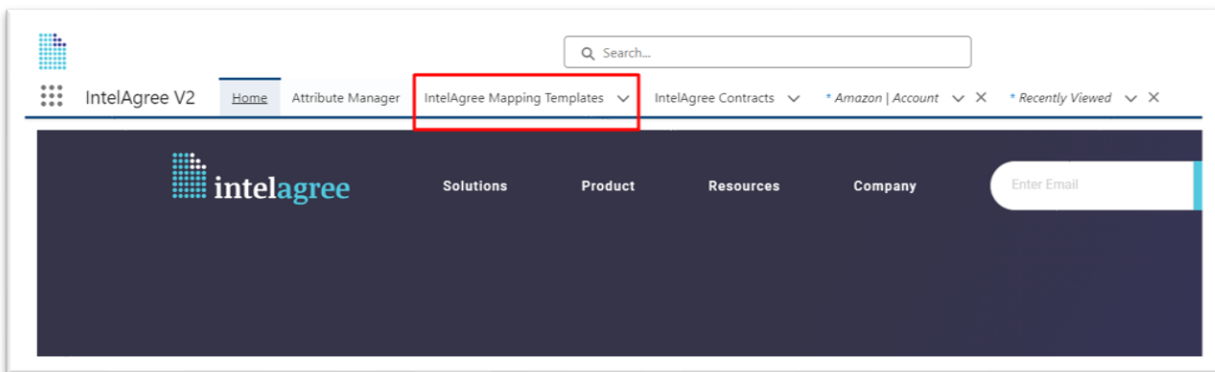 Search...
IntelAgree V2 Home Attribute Manager IntelAgree Mapping Templates IntelAgree Contracts * Amazon | Account * Recently Viewed
intelagree Solutions Product Resources Company Enter Email